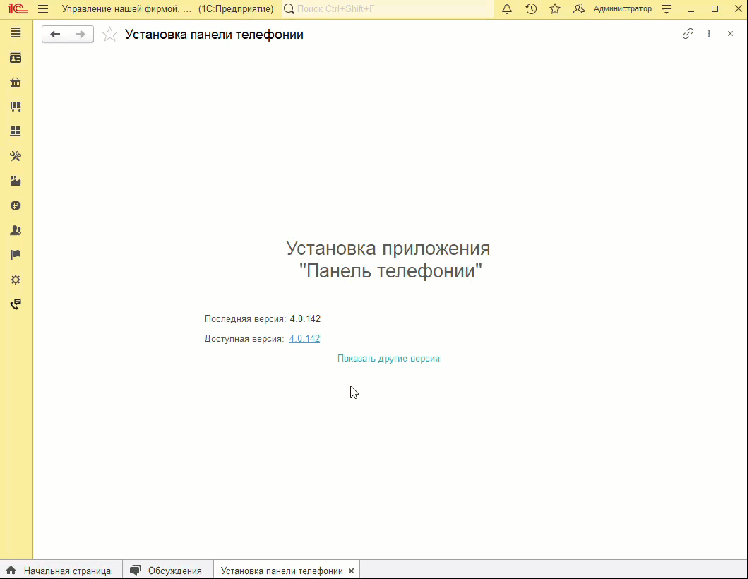 1С Управление нашей фирмой, ... (1С:Предприятие) Поиск Ctrl+Shift+F Администратор
Установка панели телефонии
Установка приложения
"Панель телефонии"
Последняя версия: 4.0.142
Доступная версия: 4.0.142
Показать другие версии
Начальная страница Обсуждения Установка панели телефонии